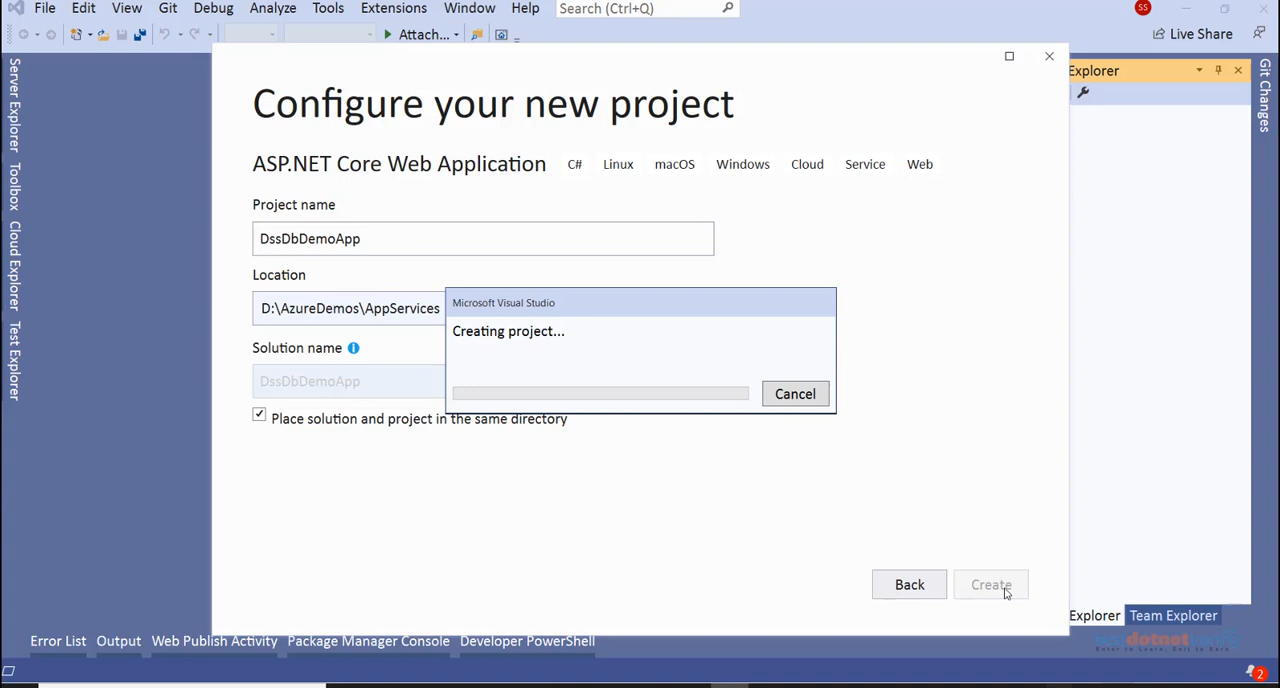 File Edit View Git Debug Analyze Tools Extensions Window Help Search (Ctrl+Q) SS
Attach... Live Share
Server Explorer
Toolbox
Cloud Explorer
Test Explorer
Configure your new project
ASP.NET Core Web Application C# Linux macOS Windows Cloud Service Web
Project name
DssDbDemoApp
Location
D:\AzureDemos\AppServices
Solution name
DssDbDemoApp
Place solution and project in the same directory
Microsoft Visual Studio
Creating project...
Cancel
Back Create
Explorer
Git Changes
Explorer Team Explorer
Error List Output Web Publish Activity Package Manager Console Developer PowerShell
2